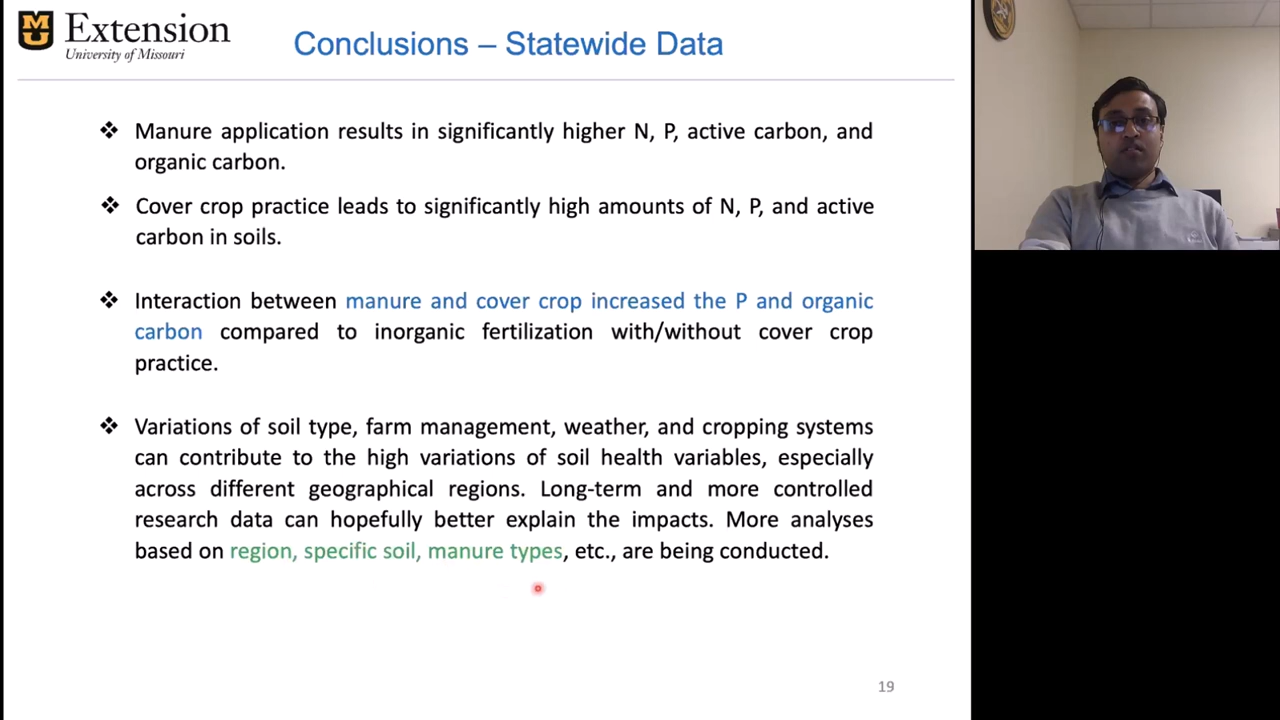 MU
Extension
University of Missouri
Conclusions – Statewide Data
❖ Manure application results in significantly higher N, P, active carbon, and
organic carbon.
❖ Cover crop practice leads to significantly high amounts of N, P, and active
carbon in soils.
❖ Interaction between manure and cover crop increased the P and organic
carbon compared to inorganic fertilization with/without cover crop
practice.
❖ Variations of soil type, farm management, weather, and cropping systems
can contribute to the high variations of soil health variables, especially
across different geographical regions. Long-term and more controlled
research data can hopefully better explain the impacts. More analyses
based on region, specific soil, manure types, etc., are being conducted.
19